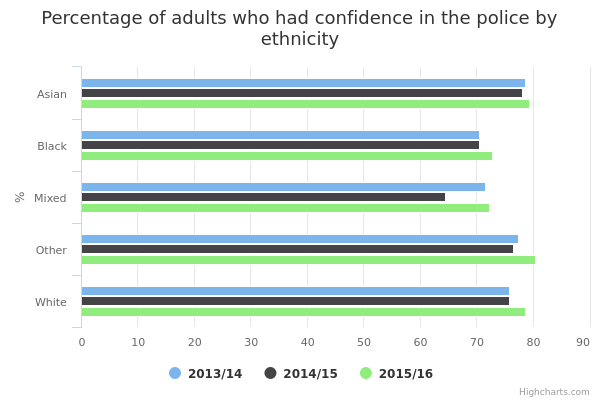 Percentage of adults who had confidence in the police by
ethnicity
%
Asian
Black
Mixed
Other
White
0 10 20 30 40 50 60 70 80 90
2013/14 2014/15 2015/16
Highcharts.com